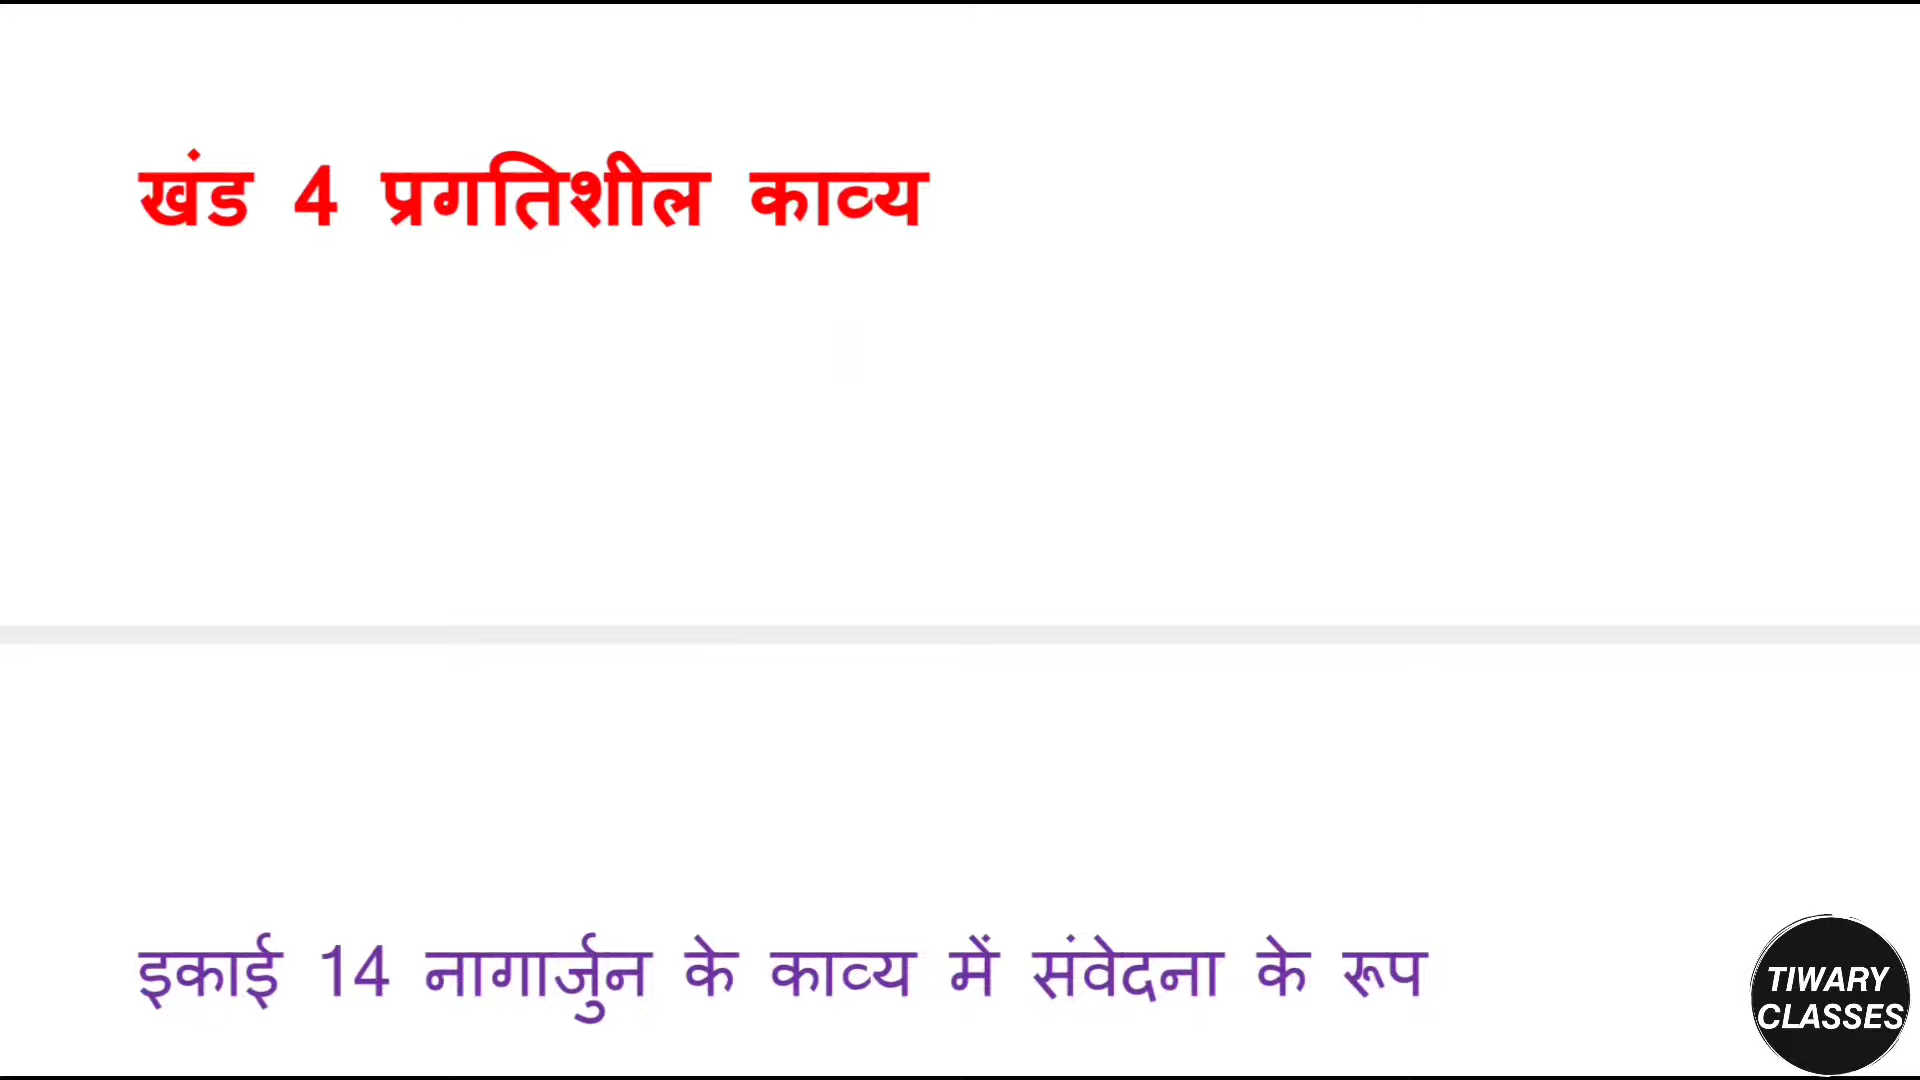 खंड 4 प्रगतिशील काव्य
इकाई 14 नागार्जुन के काव्य में संवेदना के रूप
TIWARY
CLASSES